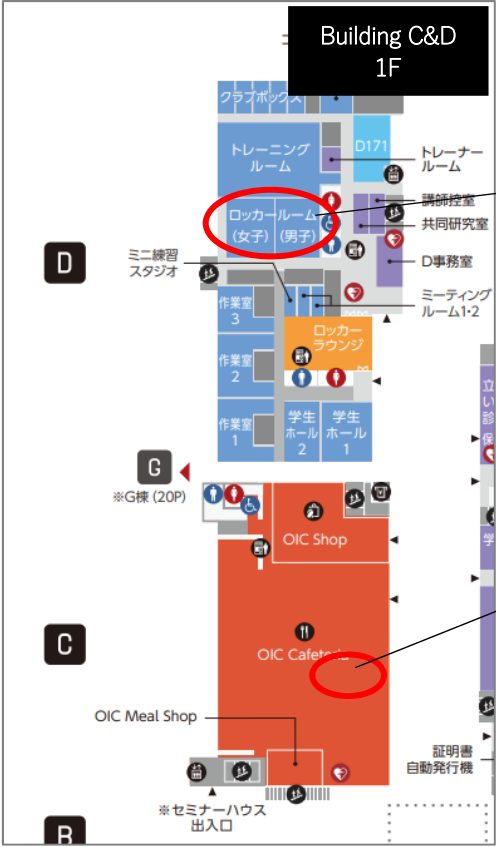 Building C&D
1F
クラブボックス
トレーニング
ルーム
D171
トレーナー
ルーム
ロッカールーム
(女子)
(男子)
講師控室
共同研究室
D
D事務室
ミニ練習
スタジオ
ミーティング
ルーム1・2
作業室
3
ロッカー
ラウンジ
作業室
2
作業室
1
学生
ホール
2
学生
ホール
1
立
い
診
保
G
※G棟 (20P)
OIC Shop
学
C
OIC Cafeteria
OIC Meal Shop
証明書
自動発行機
※セミナーハウス
出入口
B